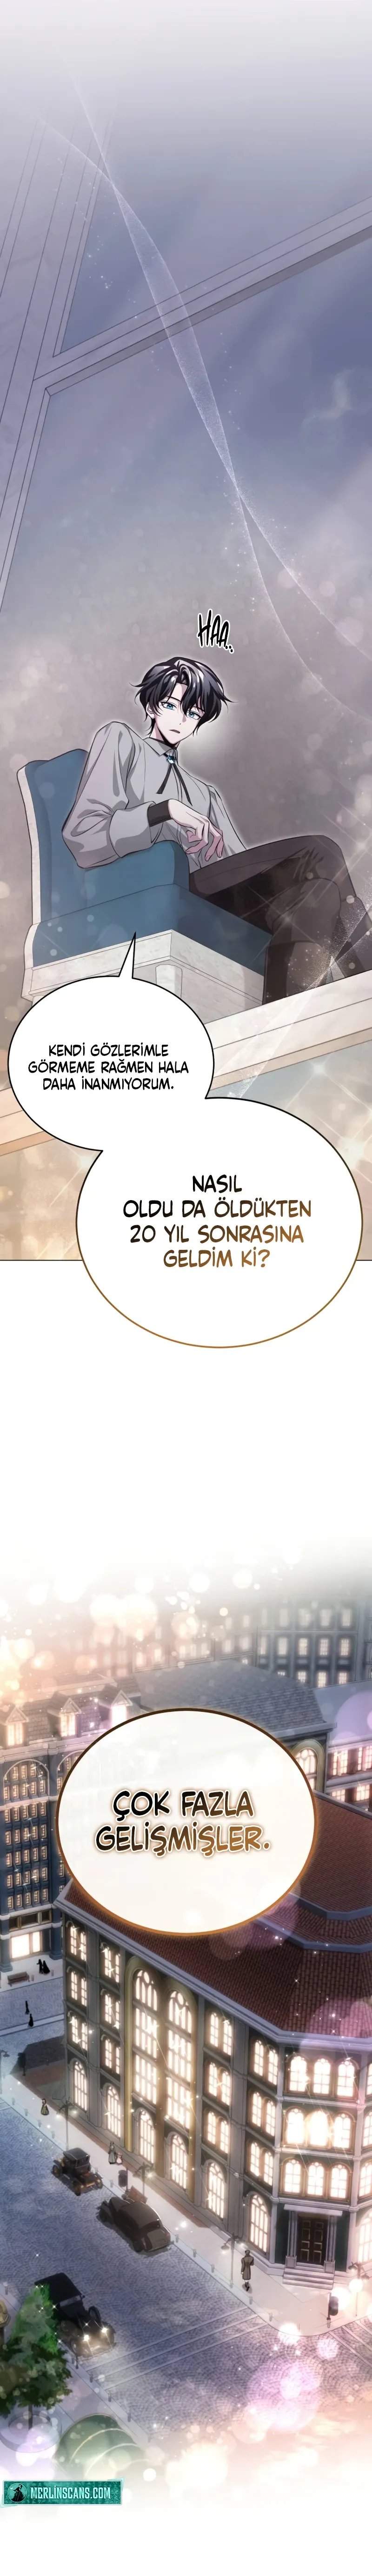 HAA..
KENDİ GÖZLERİMLE
GÖRMEME RAĞMEN HALA
DAHA İNANMIYORUM.
NASIL
OLDU DA ÖLDÜKTEN
20 YIL SONRASINA
GELDİM Kİ?
ÇOK FAZLA
GELİŞMİŞLER.
MERLINSCANS.COM